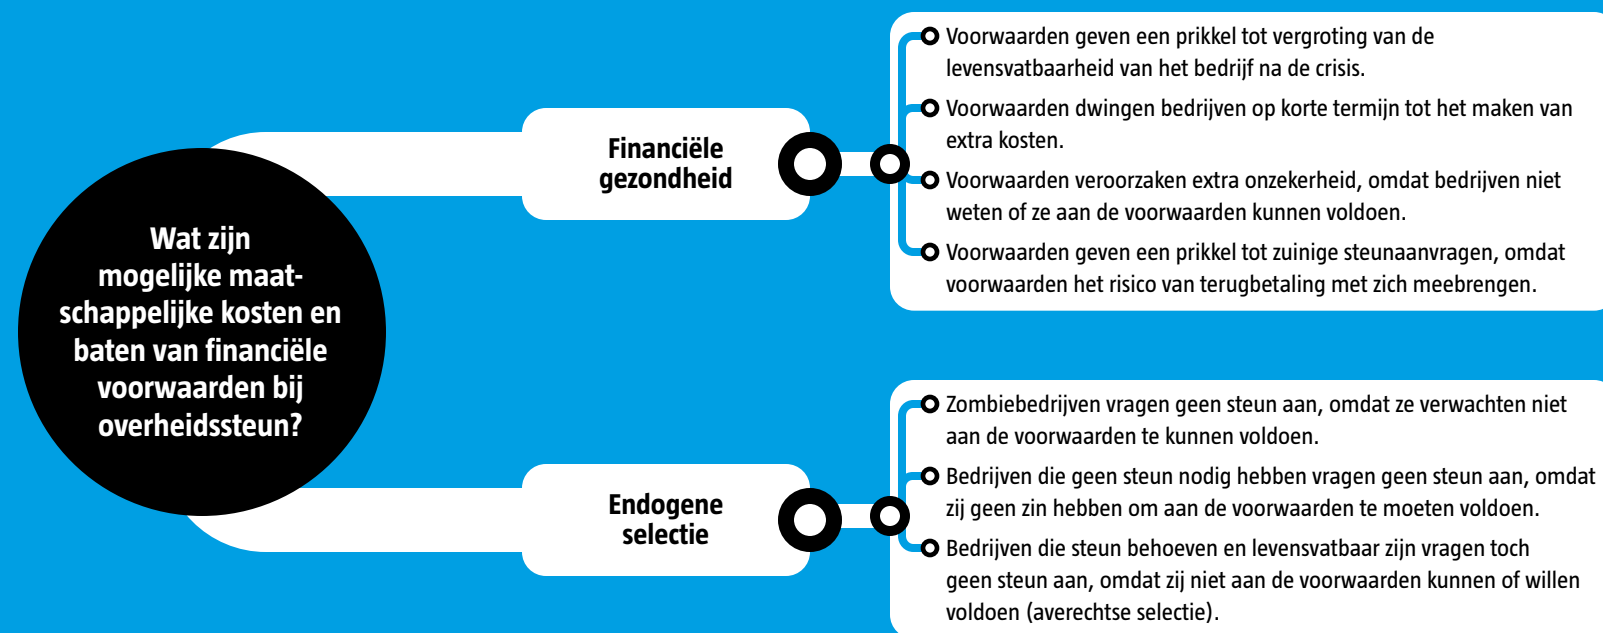 Wat zijn
mogelijke maat-
schappelijke kosten en
baten van financiële
voorwaarden bij
overheidssteun?
Financiële
gezondheid
Voorwaarden geven een prikkel tot vergroting van de
levensvatbaarheid van het bedrijf na de crisis.
Voorwaarden dwingen bedrijven op korte termijn tot het maken van
extra kosten.
Voorwaarden veroorzaken extra onzekerheid, omdat bedrijven niet
weten of ze aan de voorwaarden kunnen voldoen.
Voorwaarden geven een prikkel tot zuinige steunaanvragen, omdat
voorwaarden het risico van terugbetaling met zich meebrengen.
Endogene
selectie
Zombiebedrijven vragen geen steun aan, omdat ze verwachten niet
aan de voorwaarden te kunnen voldoen.
Bedrijven die geen steun nodig hebben vragen geen steun aan, omdat
zij geen zin hebben om aan de voorwaarden te moeten voldoen.
Bedrijven die steun behoeven en levensvatbaar zijn vragen toch
geen steun aan, omdat zij niet aan de voorwaarden kunnen of willen
voldoen (averechtse selectie).